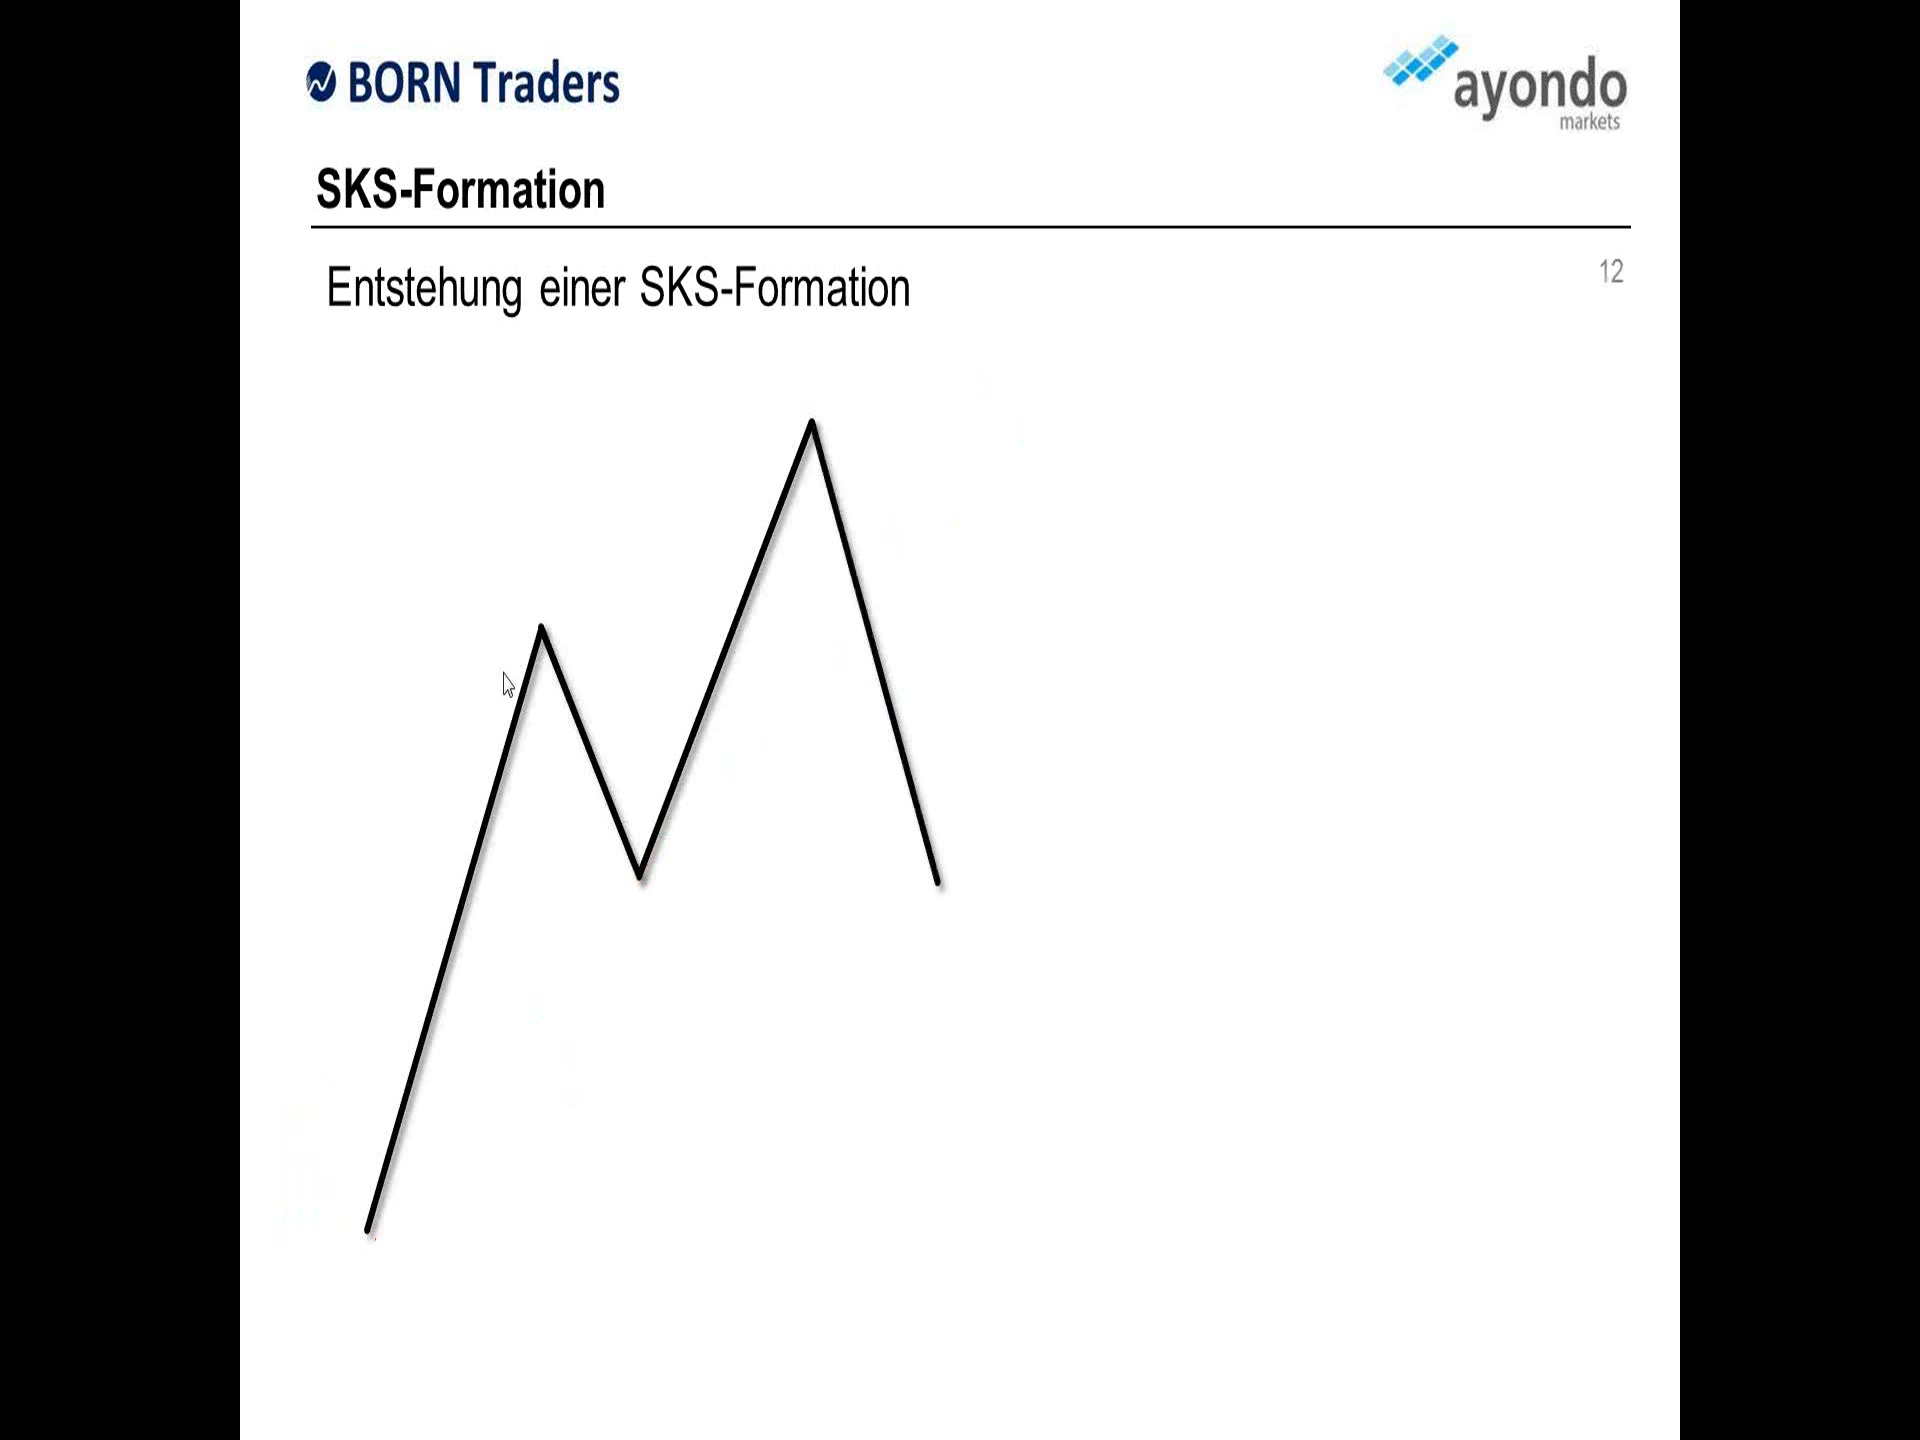 BORN Traders
ayondo
markets
SKS-Formation
Entstehung einer SKS-Formation
12